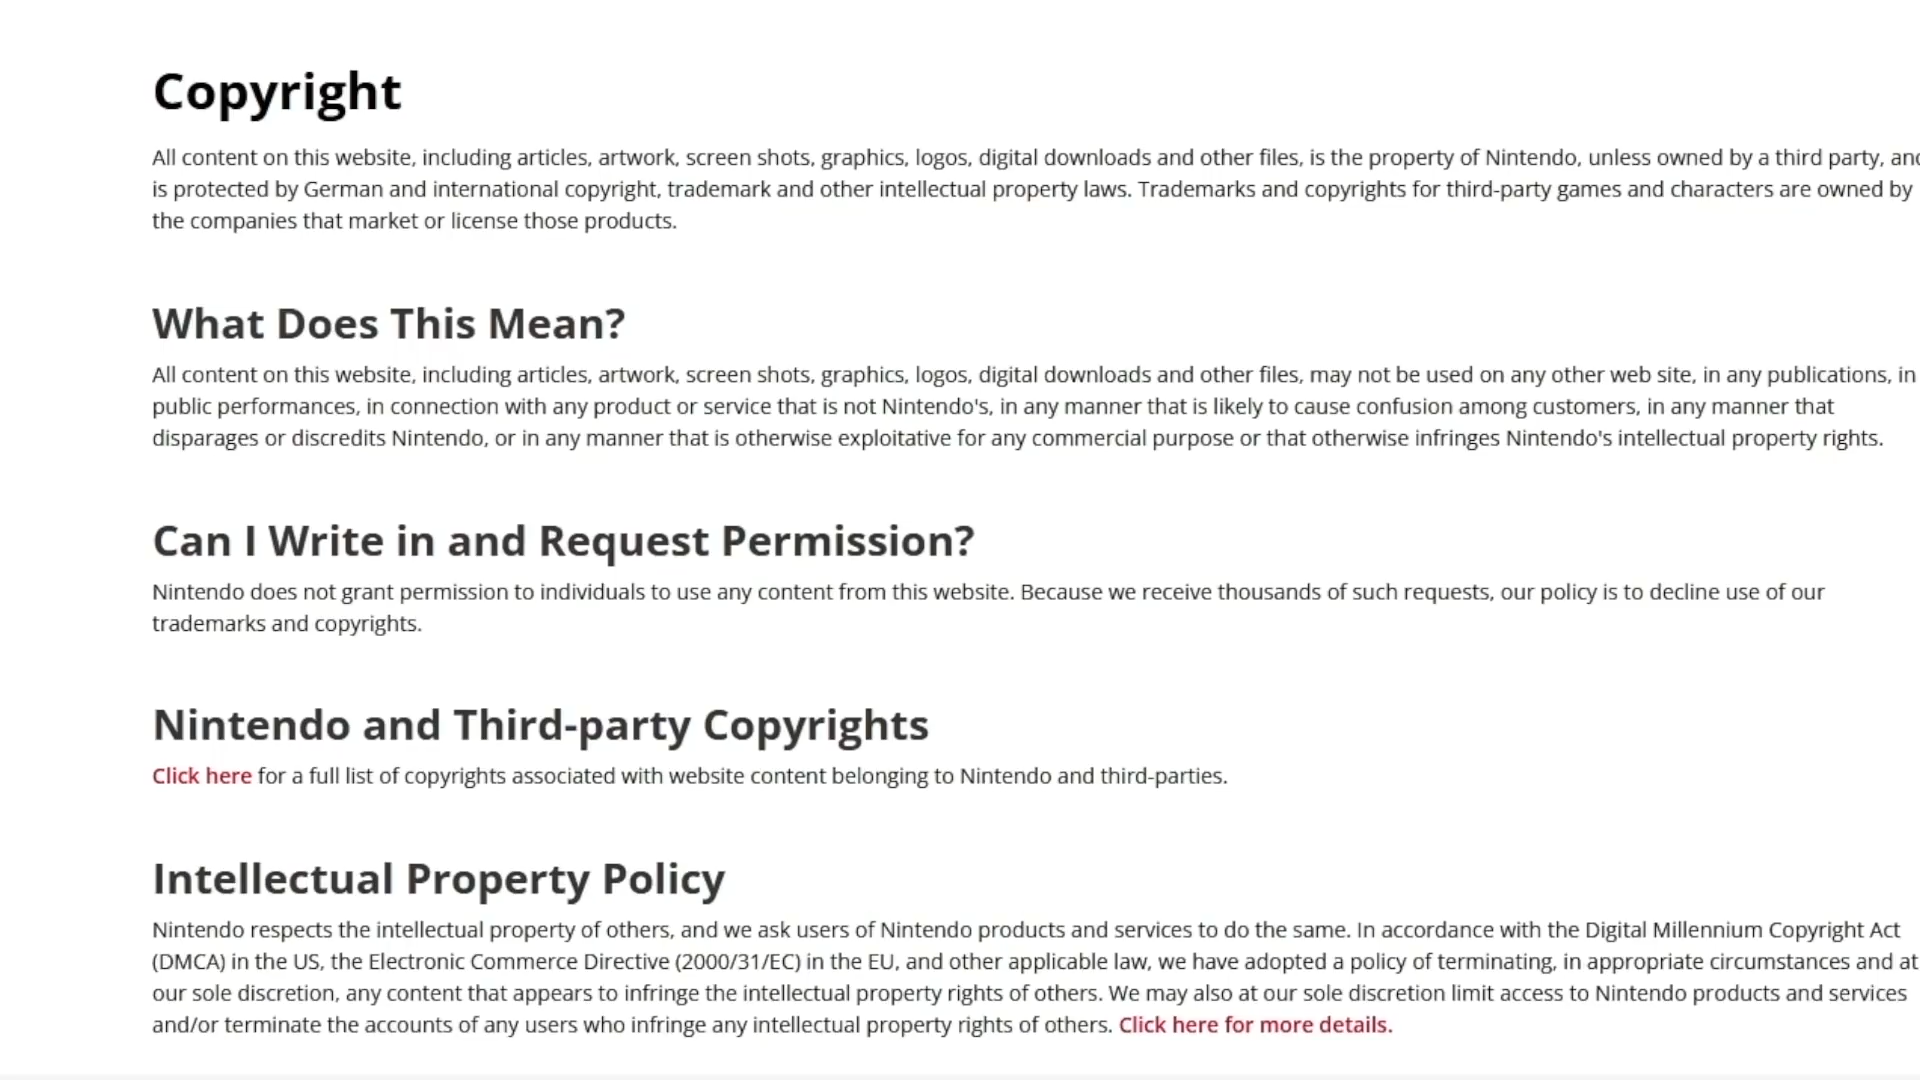 Copyright
All content on this website, including articles, artwork, screen shots, graphics, logos, digital downloads and other files, is the property of Nintendo, unless owned by a third party, and
is protected by German and international copyright, trademark and other intellectual property laws. Trademarks and copyrights for third-party games and characters are owned by
the companies that market or license those products.
What Does This Mean?
All content on this website, including articles, artwork, screen shots, graphics, logos, digital downloads and other files, may not be used on any other web site, in any publications, in
public performances, in connection with any product or service that is not Nintendo's, in any manner that is likely to cause confusion among customers, in any manner that
disparages or discredits Nintendo, or in any manner that is otherwise exploitative for any commercial purpose or that otherwise infringes Nintendo's intellectual property rights.
Can I Write in and Request Permission?
Nintendo does not grant permission to individuals to use any content from this website. Because we receive thousands of such requests, our policy is to decline use of our
trademarks and copyrights.
Nintendo and Third-party Copyrights
Click here for a full list of copyrights associated with website content belonging to Nintendo and third-parties.
Intellectual Property Policy
Nintendo respects the intellectual property of others, and we ask users of Nintendo products and services to do the same. In accordance with the Digital Millennium Copyright Act
(DMCA) in the US, the Electronic Commerce Directive (2000/31/EC) in the EU, and other applicable law, we have adopted a policy of terminating, in appropriate circumstances and at
our sole discretion, any content that appears to infringe the intellectual property rights of others. We may also at our sole discretion limit access to Nintendo products and services
and/or terminate the accounts of any users who infringe any intellectual property rights of others. Click here for more details.